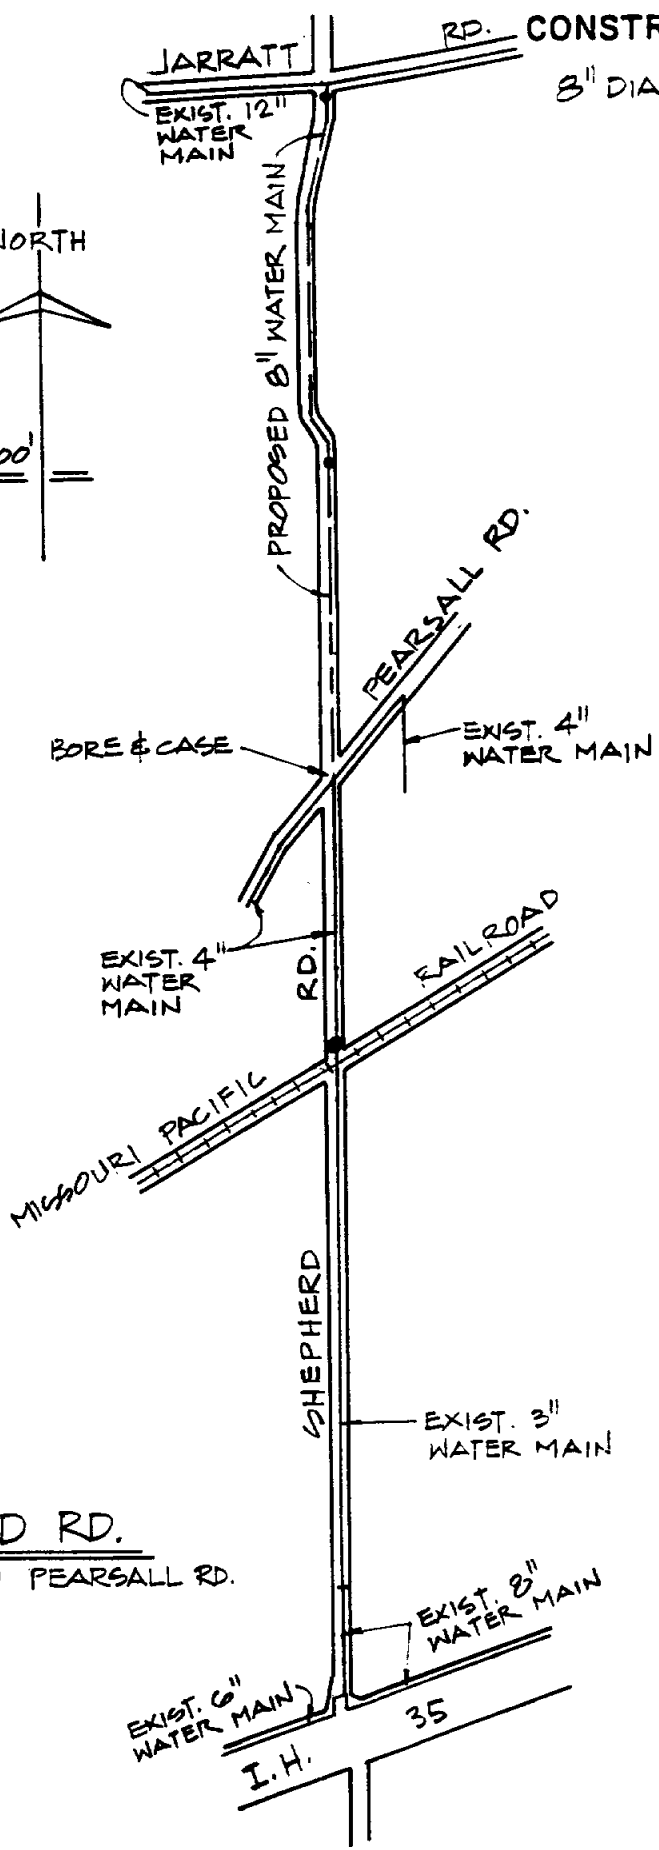 JARRATT RD.
CONSTR
8" DIA
EXIST. 12"
WATER
MAIN
NORTH
00'
PROPOSED 8" WATER MAIN
PEARSALL RD.
BORE & CASE
EXIST. 4"
WATER MAIN
EXIST. 4"
WATER
MAIN
RD.
RAILROAD
MISSOURI PACIFIC
SHEPHERD
EXIST. 3"
WATER MAIN
D RD.
PEARSALL RD.
EXIST. 8"
WATER MAIN
EXIST. 6"
WATER MAIN
I.H. 35